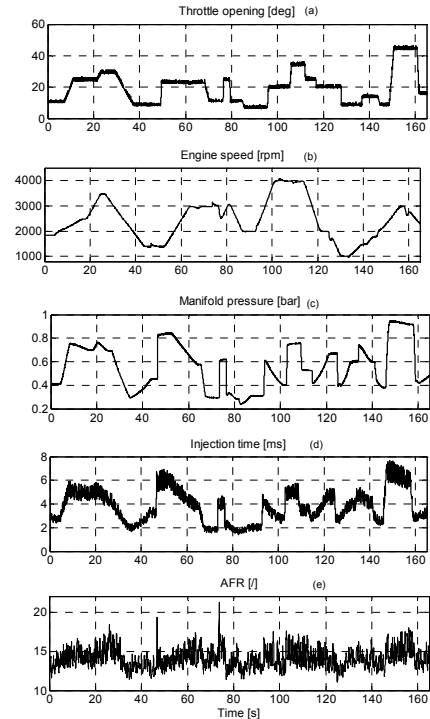 Throttle opening [deg] (a)
60
40
20
0
0 20 40 60 80 100 120 140 160
Engine speed [rpm] (b)
4000
3000
2000
1000
0 20 40 60 80 100 120 140 160
Manifold pressure [bar] (c)
1
0.8
0.6
0.4
0.2
0 20 40 60 80 100 120 140 160
Injection time [ms] (d)
8
6
4
2
0
0 20 40 60 80 100 120 140 160
AFR [/] (e)
20
15
10
0 20 40 60 80 100 120 140 160
Time [s]